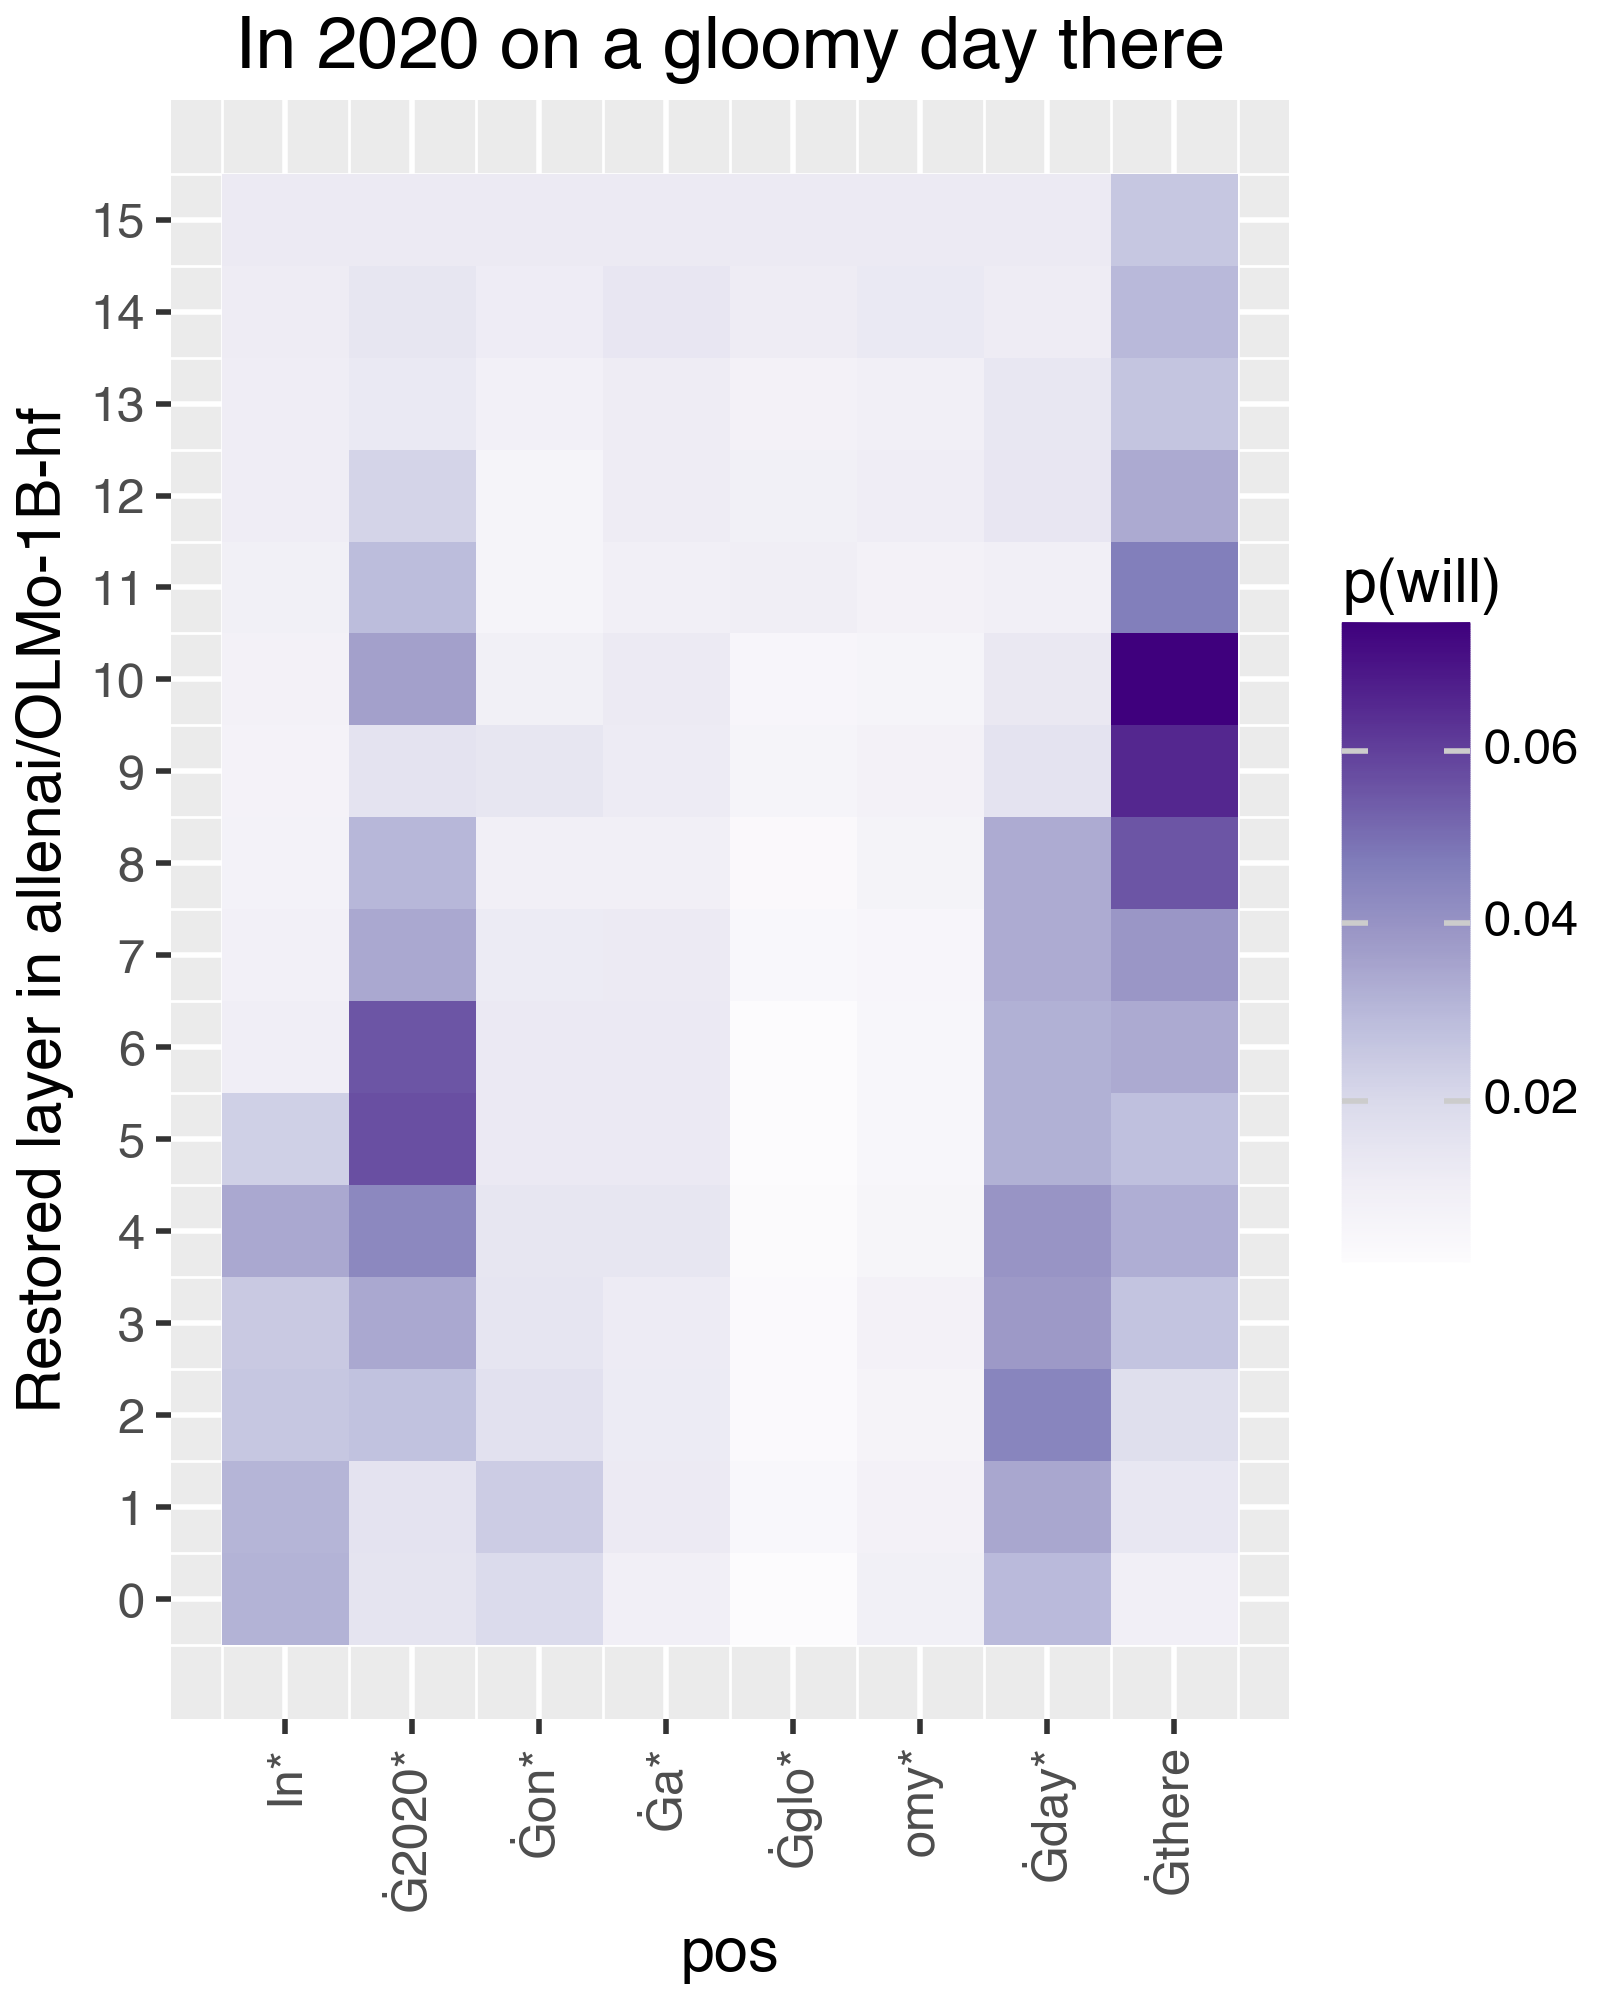 In 2020 on a gloomy day there
Restored layer in allenai/OLMo-1B-hf
15
14
13
12
11
10
9
8
7
6
5
4
3
2
1
0
In*
Ġ2020*
Ġon*
Ġa*
Ġglo*
omy*
Ġday*
Ġthere
pos
p(will)
0.06
0.04
0.02